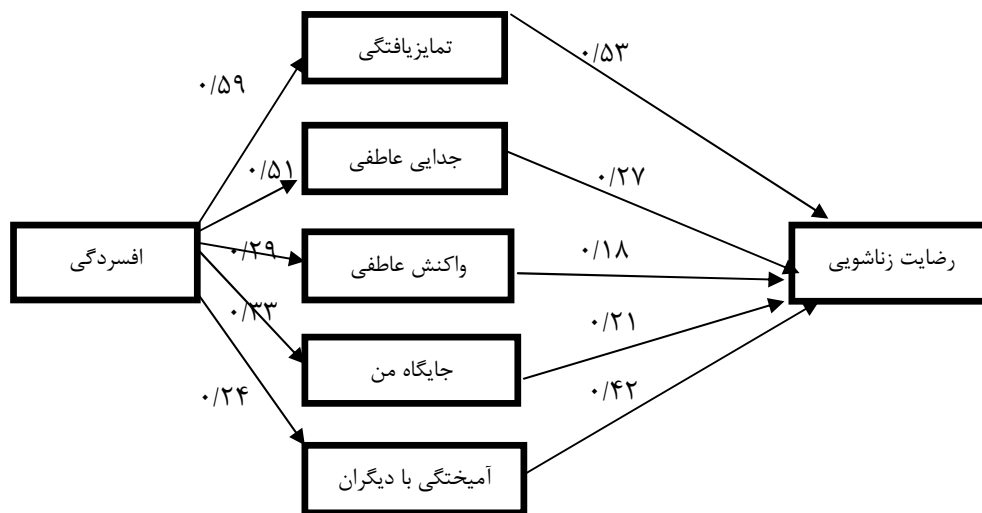 تمایزیافتگی
۰/۵۳
۰/۵۹
جدایی عاطفی
۰/۵۱
۰/۲۷
افسردگی
۰/۲۹
واکنش عاطفی
۰/۱۸
رضایت زناشویی
۰/۳۳
جایگاه من
۰/۲۱
۰/۲۴
۰/۴۲
آمیختگی با دیگران